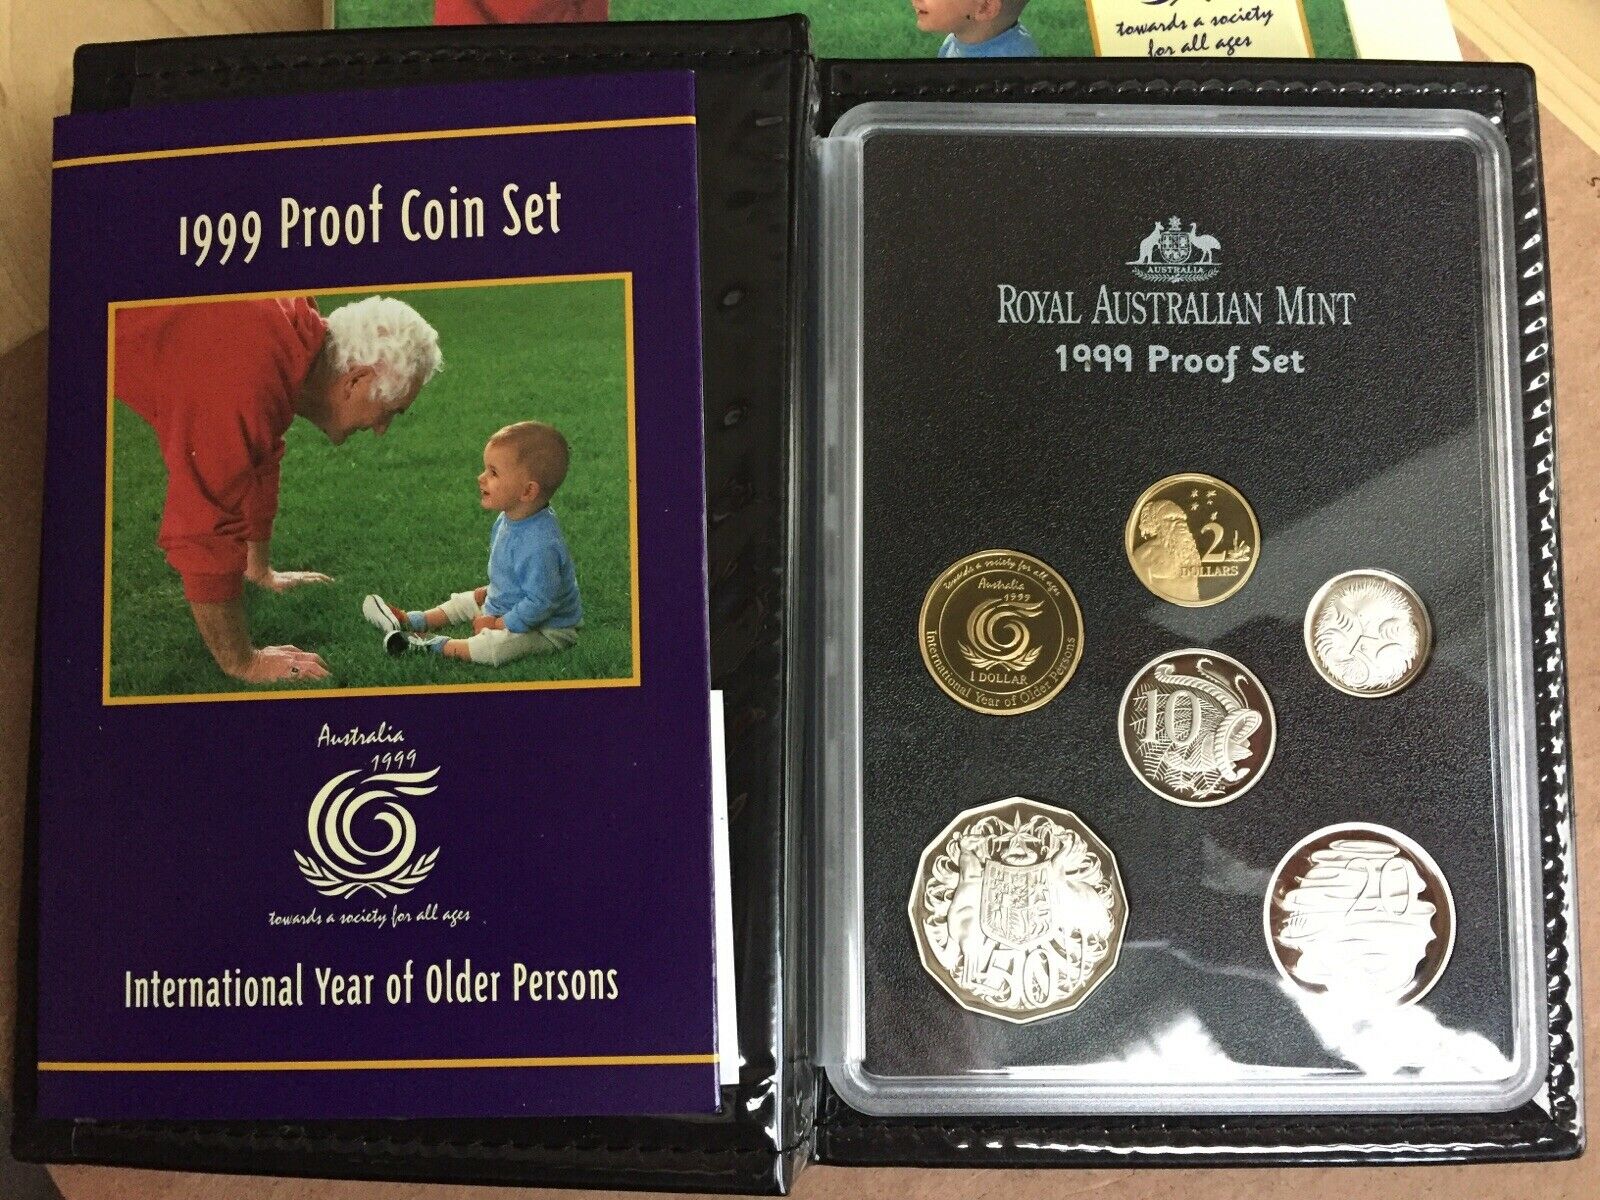 towards a society
for all ages
1999 Proof Coin Set
Australia
1999
towards a society for all ages
International Year of Older Persons
AUSTRALIA
ROYAL AUSTRALIAN MINT
1999 Proof Set
2
DOLLARS
towards a society for all ages
Australia
1999
1 DOLLAR
International Year of Older Persons
5
10
50
20